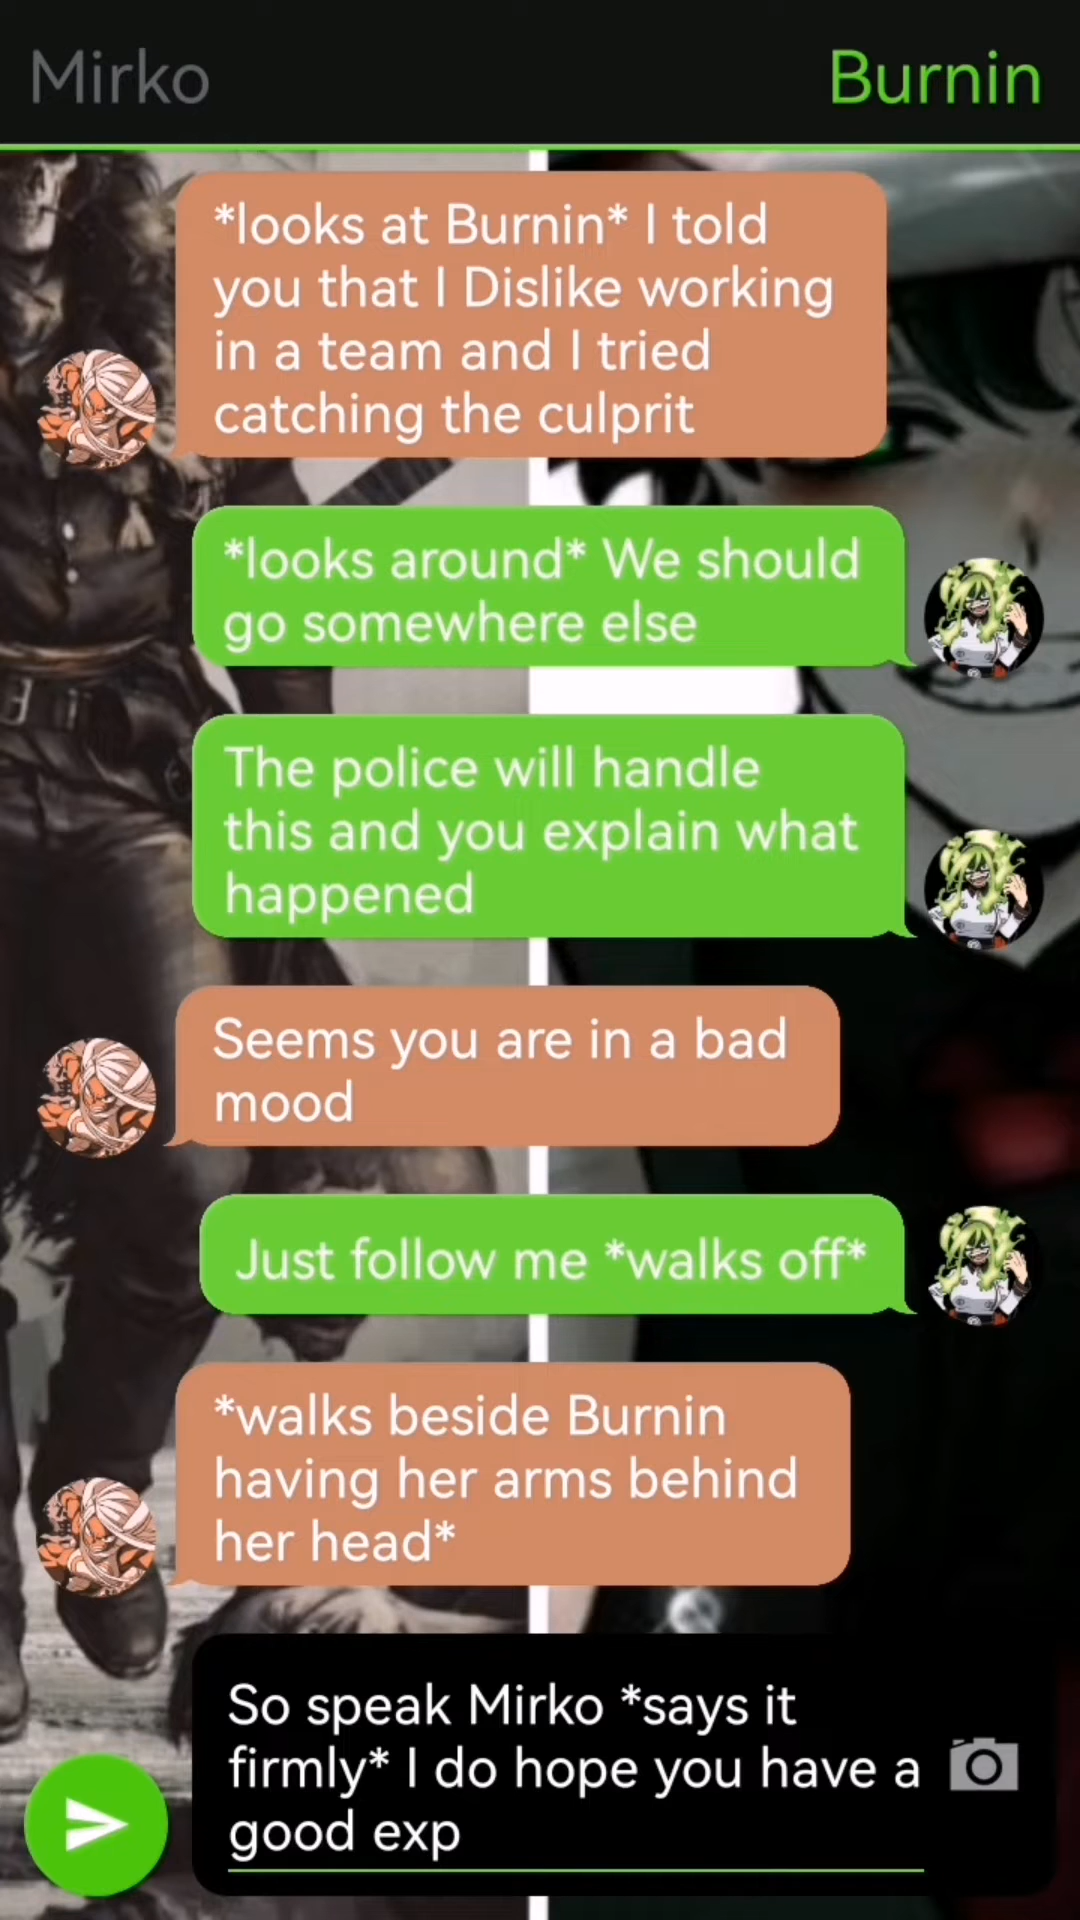 Mirko
Burnin
*looks at Burnin* I told
you that I Dislike working
in a team and I tried
catching the culprit
*looks around* We should
go somewhere else
The police will handle
this and you explain what
happened
Seems you are in a bad
mood
Just follow me *walks off*
*walks beside Burnin
having her arms behind
her head*
So speak Mirko *says it
firmly* I do hope you have a
good exp